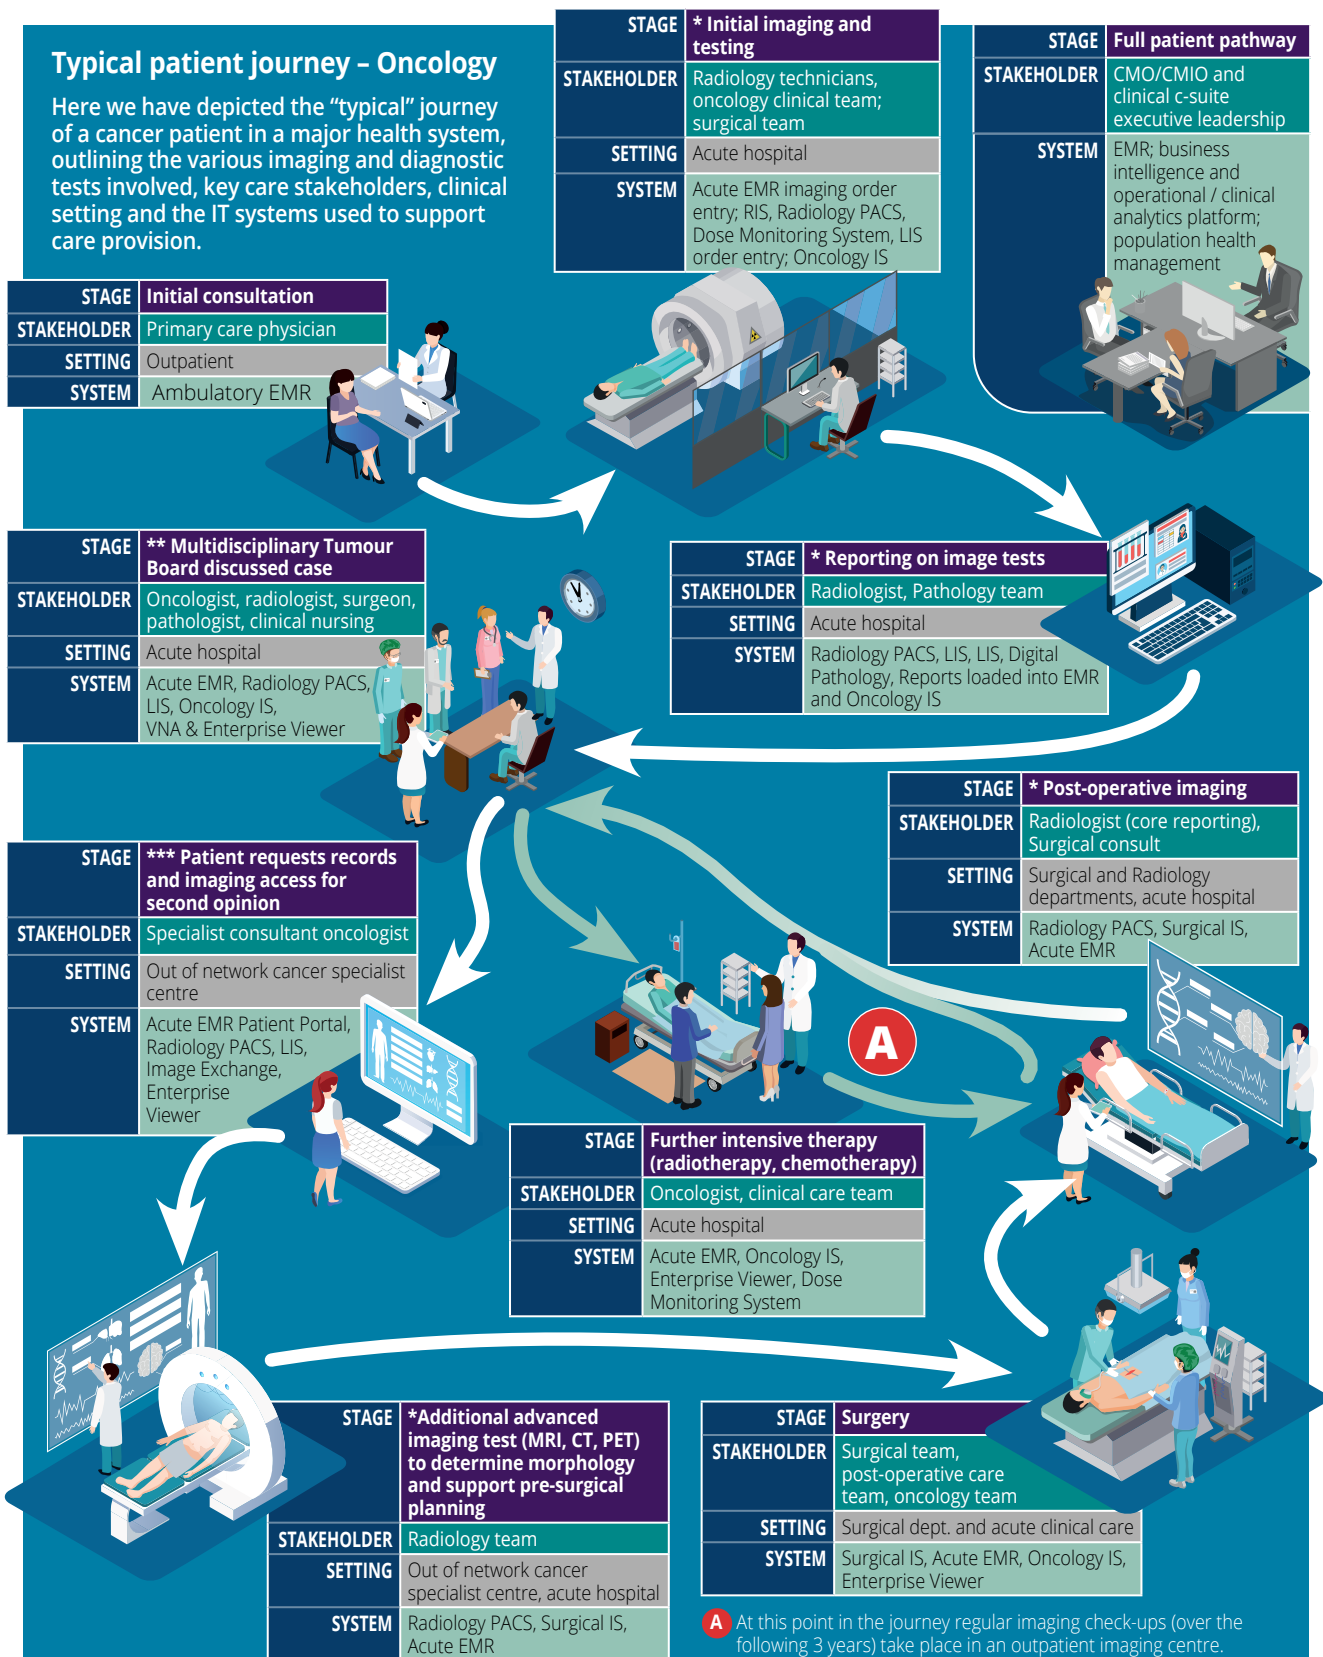 Typical patient journey – Oncology
Here we have depicted the “typical” journey
of a cancer patient in a major health system,
outlining the various imaging and diagnostic
tests involved, key care stakeholders, clinical
setting and the IT systems used to support
care provision.
STAGE * Initial imaging and
testing
STAKEHOLDER Radiology technicians,
oncology clinical team;
surgical team
SETTING Acute hospital
SYSTEM Acute EMR imaging order
entry; RIS, Radiology PACS,
Dose Monitoring System, LIS
order entry; Oncology IS
STAGE Full patient pathway
STAKEHOLDER CMO/CMIO and
clinical c-suite
executive leadership
SYSTEM EMR; business
intelligence and
operational / clinical
analytics platform;
population health
management
STAGE Initial consultation
STAKEHOLDER Primary care physician
SETTING Outpatient
SYSTEM Ambulatory EMR
STAGE ** Multidisciplinary Tumour
Board discussed case
STAKEHOLDER Oncologist, radiologist, surgeon,
pathologist, clinical nursing
SETTING Acute hospital
SYSTEM Acute EMR, Radiology PACS,
LIS, Oncology IS,
VNA & Enterprise Viewer
STAGE * Reporting on image tests
STAKEHOLDER Radiologist, Pathology team
SETTING Acute hospital
SYSTEM Radiology PACS, LIS, LIS, Digital
Pathology, Reports loaded into EMR
and Oncology IS
STAGE * Post-operative imaging
STAKEHOLDER Radiologist (core reporting),
Surgical consult
SETTING Surgical and Radiology
departments, acute hospital
SYSTEM Radiology PACS, Surgical IS,
Acute EMR
STAGE *** Patient requests records
and imaging access for
second opinion
STAKEHOLDER Specialist consultant oncologist
SETTING Out of network cancer specialist
centre
SYSTEM Acute EMR Patient Portal,
Radiology PACS, LIS,
Image Exchange,
Enterprise
Viewer
A
STAGE Further intensive therapy
(radiotherapy, chemotherapy)
STAKEHOLDER Oncologist, clinical care team
SETTING Acute hospital
SYSTEM Acute EMR, Oncology IS,
Enterprise Viewer, Dose
Monitoring System
STAGE *Additional advanced
imaging test (MRI, CT, PET)
to determine morphology
and support pre-surgical
planning
STAKEHOLDER Radiology team
SETTING Out of network cancer
specialist centre, acute hospital
SYSTEM Radiology PACS, Surgical IS,
Acute EMR
STAGE Surgery
STAKEHOLDER Surgical team,
post-operative care
team, oncology team
SETTING Surgical dept. and acute clinical care
SYSTEM Surgical IS, Acute EMR, Oncology IS,
Enterprise Viewer
A At this point in the journey regular imaging check-ups (over the
following 3 years) take place in an outpatient imaging centre.